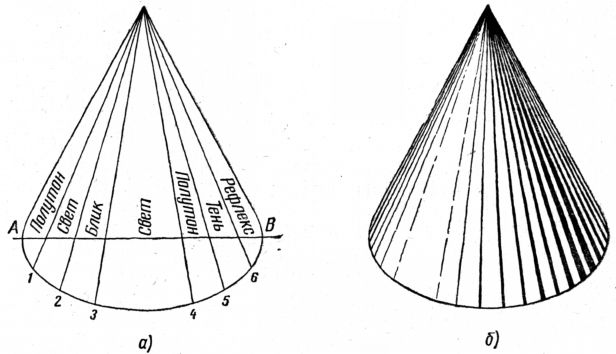 Полутон
Свет
Блик
Свет
Полутон
Тень
Рефлекс
А
В
1
2
3
4
5
6
а)
б)